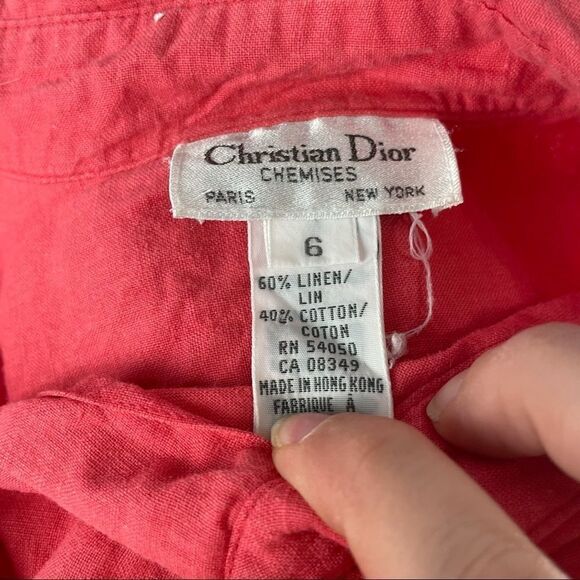 Christian Dior
CHEMISES
PARIS NEW YORK
6
60% LINEN/
LIN
40% COTTON/
COTON
RN 54050
CA 08349
MADE IN HONG KONG
FABRIQUE À